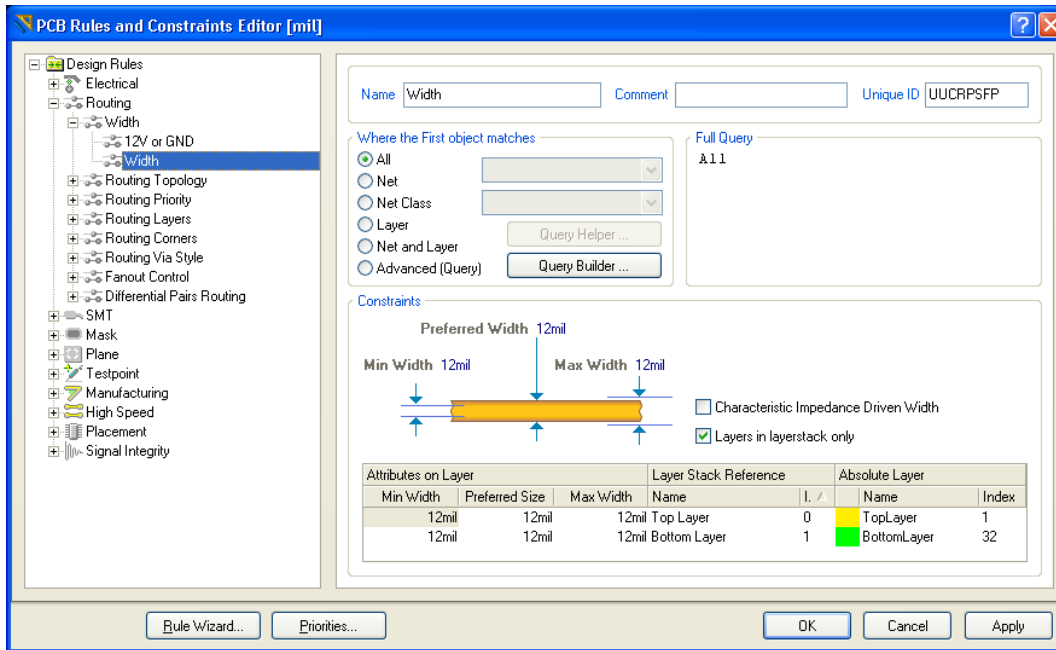 PCB Rules and Constraints Editor [mil]
Design Rules
Electrical
Routing
Width
12V or GND
Width
Routing Topology
Routing Priority
Routing Layers
Routing Corners
Routing Via Style
Fanout Control
Differential Pairs Routing
SMT
Mask
Plane
Testpoint
Manufacturing
High Speed
Placement
Signal Integrity
Name Width Comment Unique ID UUCRPSFP
Where the First object matches
All
Net
Net Class
Layer
Net and Layer
Advanced (Query)
Query Helper ...
Query Builder ...
Full Query
All
Constraints
Preferred Width 12mil
Min Width 12mil Max Width 12mil
Characteristic Impedance Driven Width
Layers in layerstack only
Attributes on Layer Layer Stack Reference Absolute Layer
Min Width Preferred Size Max Width Name I. Name Index
12mil 12mil 12mil Top Layer 0 TopLayer 1
12mil 12mil 12mil Bottom Layer 1 BottomLayer 32
Rule Wizard... Priorities... OK Cancel Apply